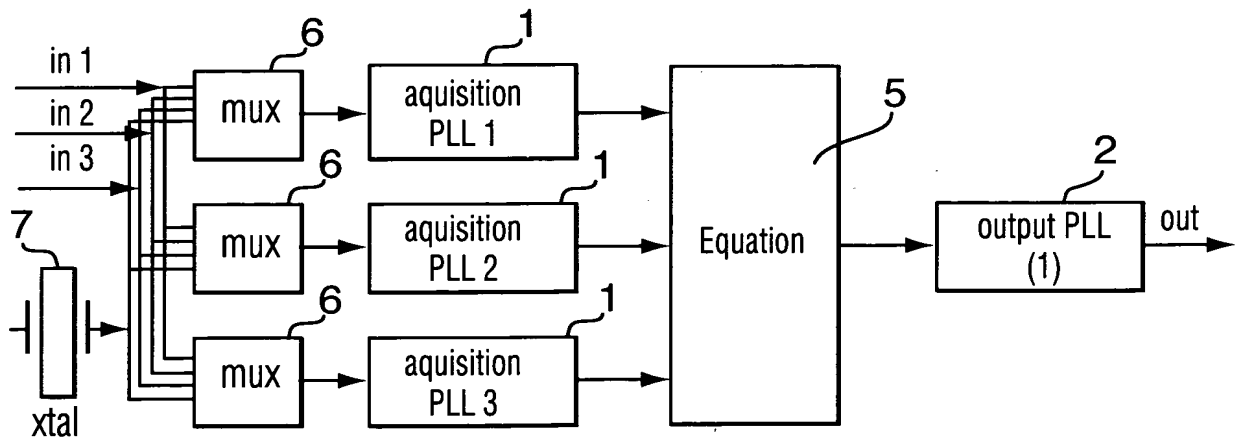 6
1
in 1
mux
aquisition
PLL 1
5
in 2
in 3
6
1
2
7
mux
aquisition
PLL 2
Equation
output PLL
(1)
out
6
1
mux
aquisition
PLL 3
xtal